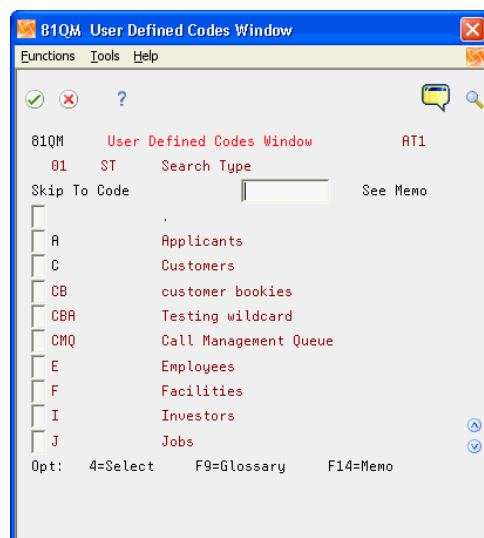 81QM User Defined Codes Window
Functions Tools Help
?
81QM User Defined Codes Window AT1
01 ST Search Type
Skip To Code See Memo
.
A Applicants
C Customers
CB customer bookies
CBA Testing wildcard
CMQ Call Management Queue
E Employees
F Facilities
I Investors
J Jobs
Opt: 4=Select F9=Glossary F14=Memo